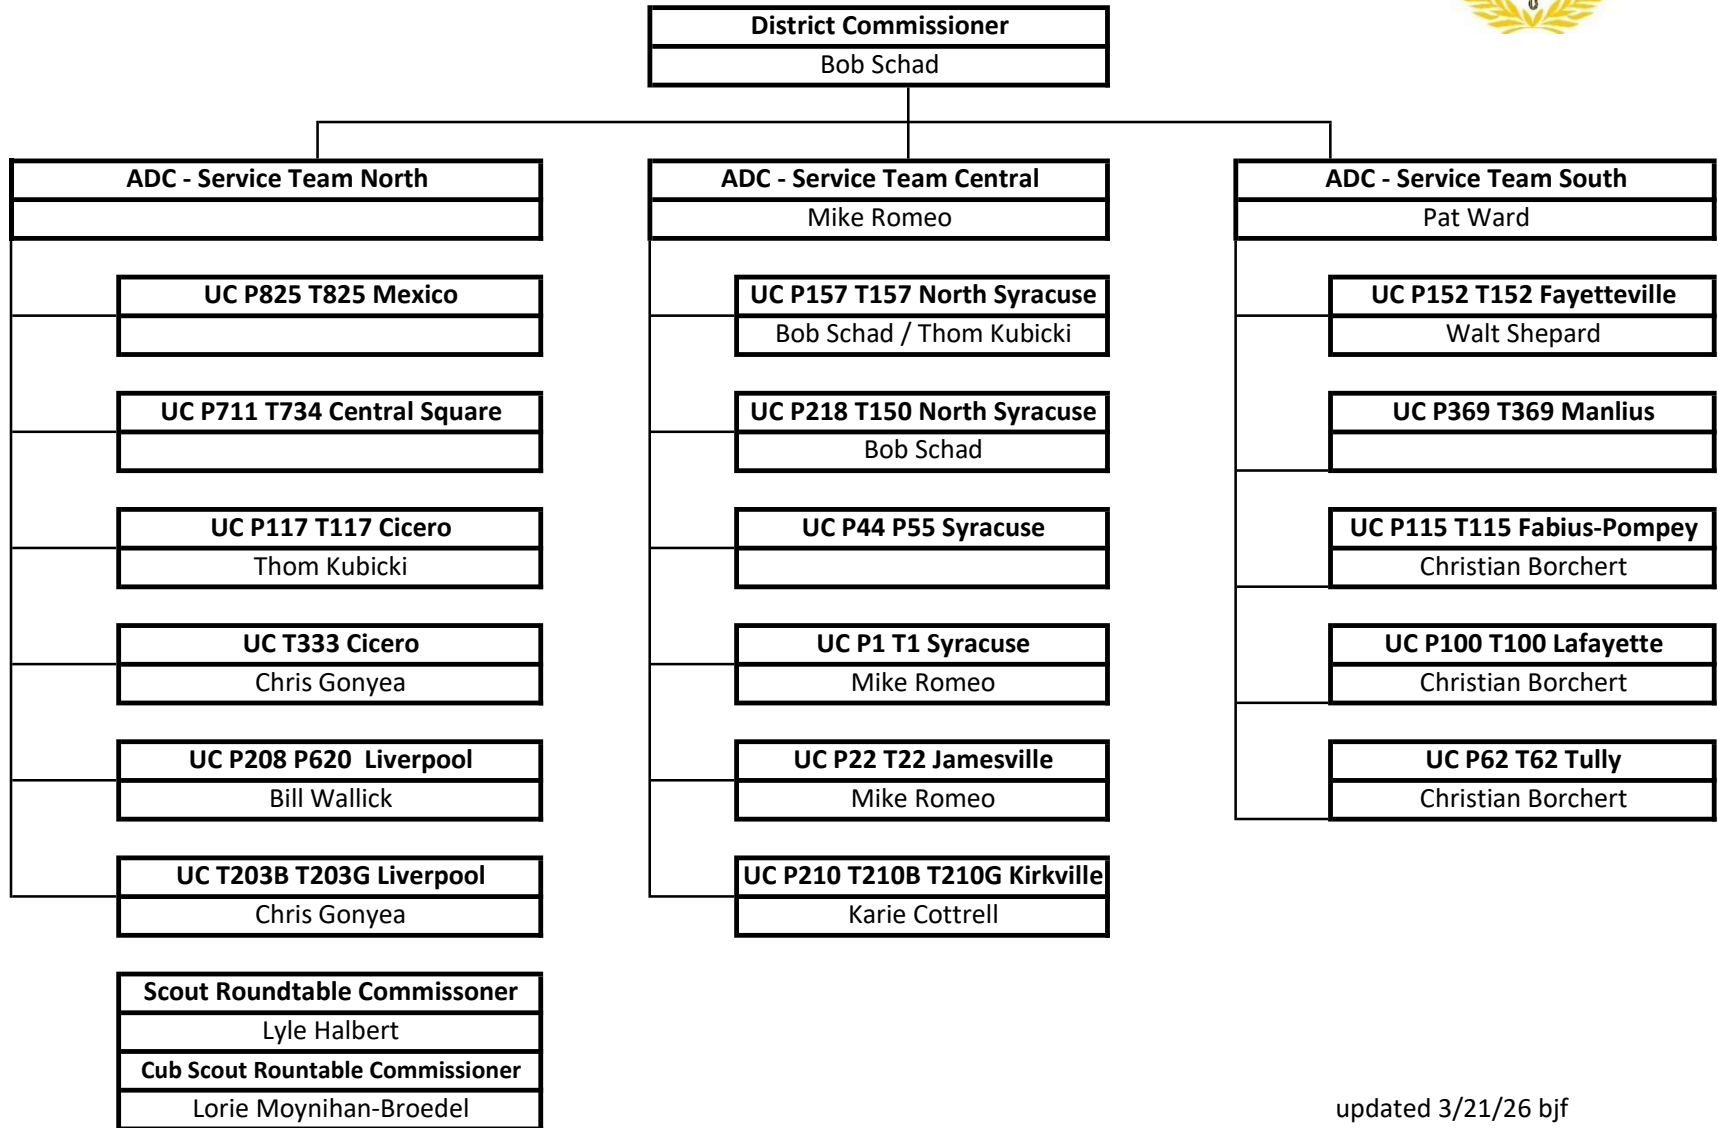 District Commissioner
Bob Schad
ADC - Service Team North
ADC - Service Team Central
Mike Romeo
ADC - Service Team South
Pat Ward
UC P825 T825 Mexico
UC P157 T157 North Syracuse
Bob Schad / Thom Kubicki
UC P152 T152 Fayetteville
Walt Shepard
UC P711 T734 Central Square
UC P218 T150 North Syracuse
Bob Schad
UC P369 T369 Manlius
UC P117 T117 Cicero
Thom Kubicki
UC P44 P55 Syracuse
UC P115 T115 Fabius-Pompey
Christian Borchert
UC T333 Cicero
Chris Gonyea
UC P1 T1 Syracuse
Mike Romeo
UC P100 T100 Lafayette
Christian Borchert
UC P208 P620  Liverpool
Bill Wallick
UC P22 T22 Jamesville
Mike Romeo
UC P62 T62 Tully
Christian Borchert
UC T203B T203G Liverpool
Chris Gonyea
UC P210 T210B T210G Kirkville
Karie Cottrell
Scout Roundtable Commissoner
Lyle Halbert
Cub Scout Rountable Commissioner
Lorie Moynihan-Broedel
updated 3/21/26 bjf